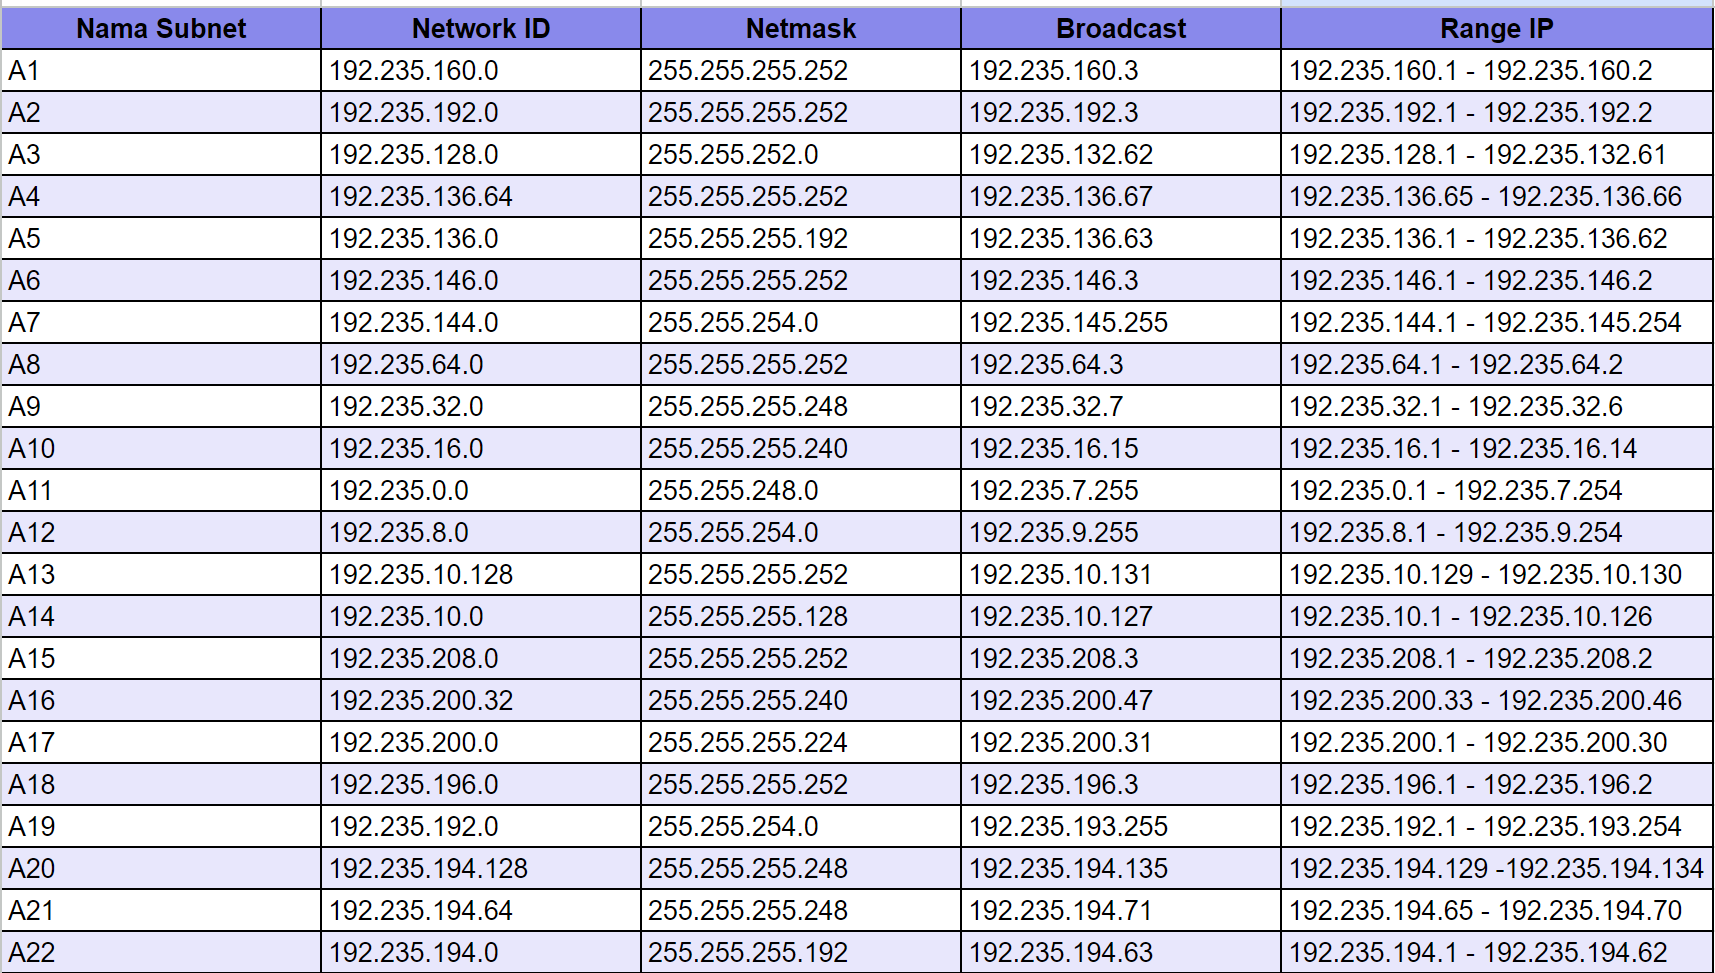 Nama Subnet Network ID Netmask Broadcast Range IP
A1 192.235.160.0 255.255.255.252 192.235.160.3 192.235.160.1 - 192.235.160.2
A2 192.235.192.0 255.255.255.252 192.235.192.3 192.235.192.1 - 192.235.192.2
A3 192.235.128.0 255.255.252.0 192.235.132.62 192.235.128.1 - 192.235.132.61
A4 192.235.136.64 255.255.255.252 192.235.136.67 192.235.136.65 - 192.235.136.66
A5 192.235.136.0 255.255.255.192 192.235.136.63 192.235.136.1 - 192.235.136.62
A6 192.235.146.0 255.255.255.252 192.235.146.3 192.235.146.1 - 192.235.146.2
A7 192.235.144.0 255.255.254.0 192.235.145.255 192.235.144.1 - 192.235.145.254
A8 192.235.64.0 255.255.255.252 192.235.64.3 192.235.64.1 - 192.235.64.2
A9 192.235.32.0 255.255.255.248 192.235.32.7 192.235.32.1 - 192.235.32.6
A10 192.235.16.0 255.255.255.240 192.235.16.15 192.235.16.1 - 192.235.16.14
A11 192.235.0.0 255.255.248.0 192.235.7.255 192.235.0.1 - 192.235.7.254
A12 192.235.8.0 255.255.254.0 192.235.9.255 192.235.8.1 - 192.235.9.254
A13 192.235.10.128 255.255.255.252 192.235.10.131 192.235.10.129 - 192.235.10.130
A14 192.235.10.0 255.255.255.128 192.235.10.127 192.235.10.1 - 192.235.10.126
A15 192.235.208.0 255.255.255.252 192.235.208.3 192.235.208.1 - 192.235.208.2
A16 192.235.200.32 255.255.255.240 192.235.200.47 192.235.200.33 - 192.235.200.46
A17 192.235.200.0 255.255.255.224 192.235.200.31 192.235.200.1 - 192.235.200.30
A18 192.235.196.0 255.255.255.252 192.235.196.3 192.235.196.1 - 192.235.196.2
A19 192.235.192.0 255.255.254.0 192.235.193.255 192.235.192.1 - 192.235.193.254
A20 192.235.194.128 255.255.255.248 192.235.194.135 192.235.194.129 -192.235.194.134
A21 192.235.194.64 255.255.255.248 192.235.194.71 192.235.194.65 - 192.235.194.70
A22 192.235.194.0 255.255.255.192 192.235.194.63 192.235.194.1 - 192.235.194.62